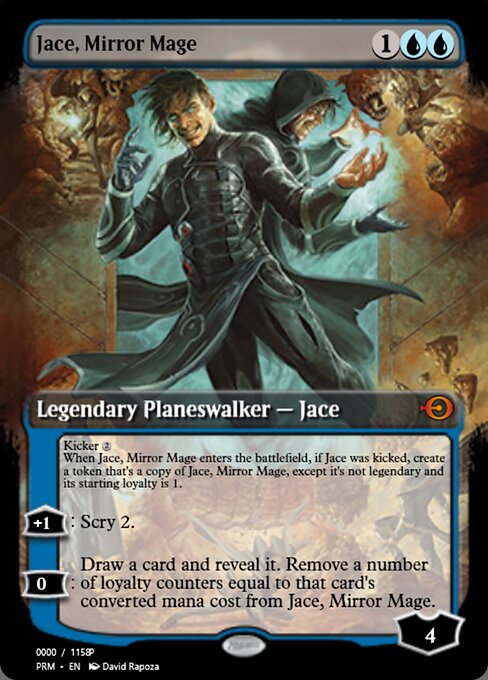 Jace, Mirror Mage 1
Legendary Planeswalker — Jace
Kicker ②
When Jace, Mirror Mage enters the battlefield, if Jace was kicked, create
a token that's a copy of Jace, Mirror Mage, except it's not legendary and
its starting loyalty is 1.
+1 : Scry 2.
Draw a card and reveal it. Remove a number
0 : of loyalty counters equal to that card's
converted mana cost from Jace, Mirror Mage.
4
0000 / 1158P
PRM • EN David Rapoza